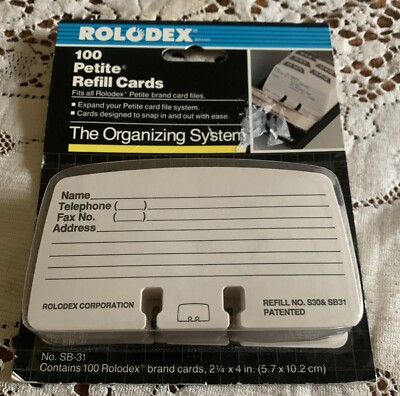 ROLODEX
100
Petite®
Refill Cards
Fits all Rolodex® Petite brand card files.
• Expand your Petite card file system.
• Cards designed to snap in and out with ease.
The Organizing System
Name
Telephone ( )
Fax No. ( )
Address
ROLODEX CORPORATION
REFILL NO. S30& SB31
PATENTED
No. SB-31
Contains 100 Rolodex® brand cards, 2¼ x 4 in. (5.7 x 10.2 cm)